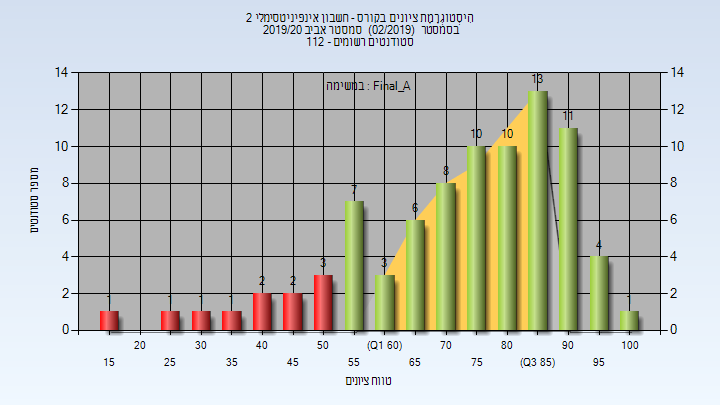 היסטוגרמת ציונים בקורס - חשבון אינפיניטסימלי 2
בסמסטר (02/2019) סמסטר אביב 2019/20
סטודנטים רשומים - 112
במשימה : Final_A
14 14
12 12
10 10
8 8
6 6
4 4
2 2
0 0
1 1 1 1 2 2 3 7 3 6 8 10 10 13 11 4 1
מספר סטודנטים
20 30 40 50 (Q1 60) 70 80 90 100
15 25 35 45 55 65 75 (Q3 85) 95
טווח ציונים